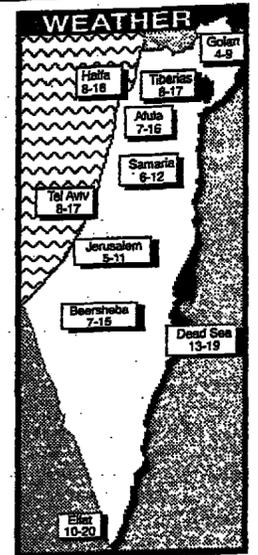 WEATHER
Golan
4-9
Haifa
8-16
Tiberias
8-17
Afula
7-16
Samaria
6-12
Tel Aviv
8-17
Jerusalem
5-11
Beersheba
7-15
Dead Sea
13-19
Eilat
10-20